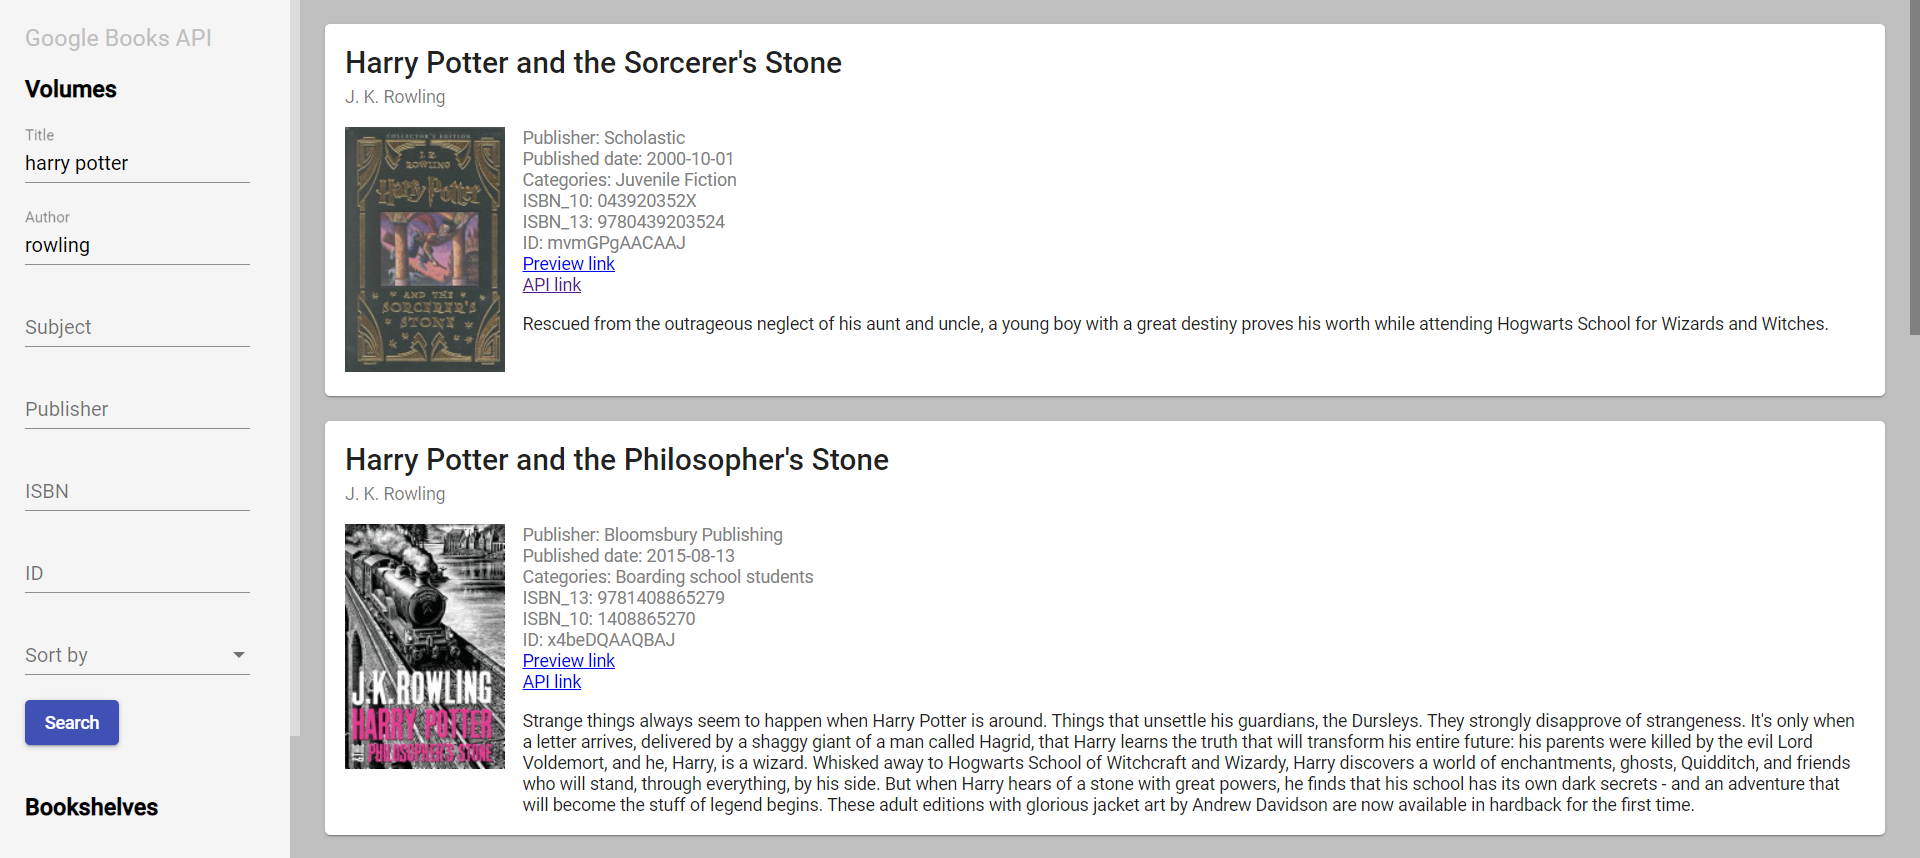 Google Books API
Volumes
Title
harry potter
Author
rowling
Subject
Publisher
ISBN
ID
Sort by
Search
Bookshelves
Harry Potter and the Sorcerer's Stone
J. K. Rowling
COLLECTOR'S EDITION
J. K.
ROWLING
Harry Potter
AND THE
SORCERER'S
STONE
Publisher: Scholastic
Published date: 2000-10-01
Categories: Juvenile Fiction
ISBN_10: 043920352X
ISBN_13: 9780439203524
ID: mvmGPgAACAAJ
Preview link
API link
Rescued from the outrageous neglect of his aunt and uncle, a young boy with a great destiny proves his worth while attending Hogwarts School for Wizards and Witches.
Harry Potter and the Philosopher's Stone
J. K. Rowling
J.K.ROWLING
HARRY POTTER
AND THE PHILOSOPHER'S STONE
Publisher: Bloomsbury Publishing
Published date: 2015-08-13
Categories: Boarding school students
ISBN_13: 9781408865279
ISBN_10: 1408865270
ID: x4beDQAAQBAJ
Preview link
API link
Strange things always seem to happen when Harry Potter is around. Things that unsettle his guardians, the Dursleys. They strongly disapprove of strangeness. It's only when
a letter arrives, delivered by a shaggy giant of a man called Hagrid, that Harry learns the truth that will transform his entire future: his parents were killed by the evil Lord
Voldemort, and he, Harry, is a wizard. Whisked away to Hogwarts School of Witchcraft and Wizardy, Harry discovers a world of enchantments, ghosts, Quidditch, and friends
who will stand, through everything, by his side. But when Harry hears of a stone with great powers, he finds that his school has its own dark secrets - and an adventure that
will become the stuff of legend begins. These adult editions with glorious jacket art by Andrew Davidson are now available in hardback for the first time.